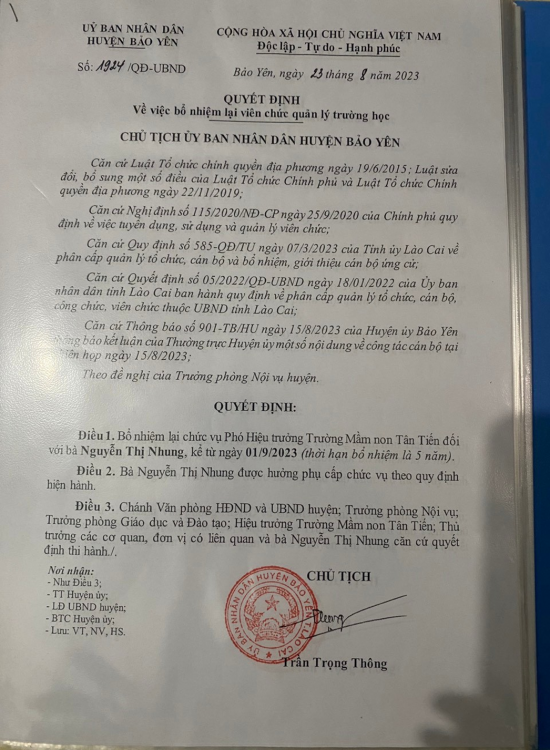 ỦY BAN NHÂN DÂN
HUYỆN BẢO YÊN
CỘNG HÒA XÃ HỘI CHỦ NGHĨA VIỆT NAM
Độc lập - Tự do - Hạnh phúc
Số: 1924 /QĐ-UBND
Bảo Yên, ngày 23 tháng 8 năm 2023
QUYẾT ĐỊNH
Về việc bổ nhiệm lại viên chức quản lý trường học
CHỦ TỊCH ỦY BAN NHÂN DÂN HUYỆN BẢO YÊN
Căn cứ Luật Tổ chức chính quyền địa phương ngày 19/6/2015; Luật sửa
đổi, bổ sung một số điều của Luật Tổ chức Chính phủ và Luật Tổ chức Chính
quyền địa phương ngày 22/11/2019;
Căn cứ Nghị định số 115/2020/NĐ-CP ngày 25/9/2020 của Chính phủ quy
định về việc tuyển dụng, sử dụng và quản lý viên chức;
Căn cứ Quy định số 585-QĐ/TU ngày 07/3/2023 của Tỉnh ủy Lào Cai về
phân cấp quản lý tổ chức, cán bộ và bổ nhiệm, giới thiệu cán bộ ứng cử;
Căn cứ Quyết định số 05/2022/QĐ-UBND ngày 18/01/2022 của Ủy ban
nhân dân tỉnh Lào Cai ban hành quy định về phân cấp quản lý tổ chức, cán bộ,
công chức, viên chức thuộc UBND tỉnh Lào Cai;
Căn cứ Thông báo số 901-TB/HU ngày 15/8/2023 của Huyện ủy Bảo Yên
thông báo kết luận của Thường trực Huyện ủy một số nội dung về công tác cán bộ tại
phiên họp ngày 15/8/2023;
Theo đề nghị của Trưởng phòng Nội vụ huyện.
QUYẾT ĐỊNH:
Điều 1. Bổ nhiệm lại chức vụ Phó Hiệu trưởng Trường Mầm non Tân Tiến đối
với bà Nguyễn Thị Nhung, kể từ ngày 01/9/2023 (thời hạn bổ nhiệm là 5 năm).
Điều 2. Bà Nguyễn Thị Nhung được hưởng phụ cấp chức vụ theo quy định
hiện hành.
Điều 3. Chánh Văn phòng HĐND và UBND huyện; Trưởng phòng Nội vụ;
Trưởng phòng Giáo dục và Đào tạo; Hiệu trưởng Trường Mầm non Tân Tiến; Thủ
trưởng các cơ quan, đơn vị có liên quan và bà Nguyễn Thị Nhung căn cứ quyết
định thi hành./.
Nơi nhận:
- Như Điều 3;
- TT Huyện ủy;
- LĐ UBND huyện;
- BTC Huyện ủy;
- Lưu: VT, NV, HS.
CHỦ TỊCH
ỦY BAN NHÂN DÂN HUYỆN BẢO YÊN T.LÀO CAI
Trần Trọng Thông